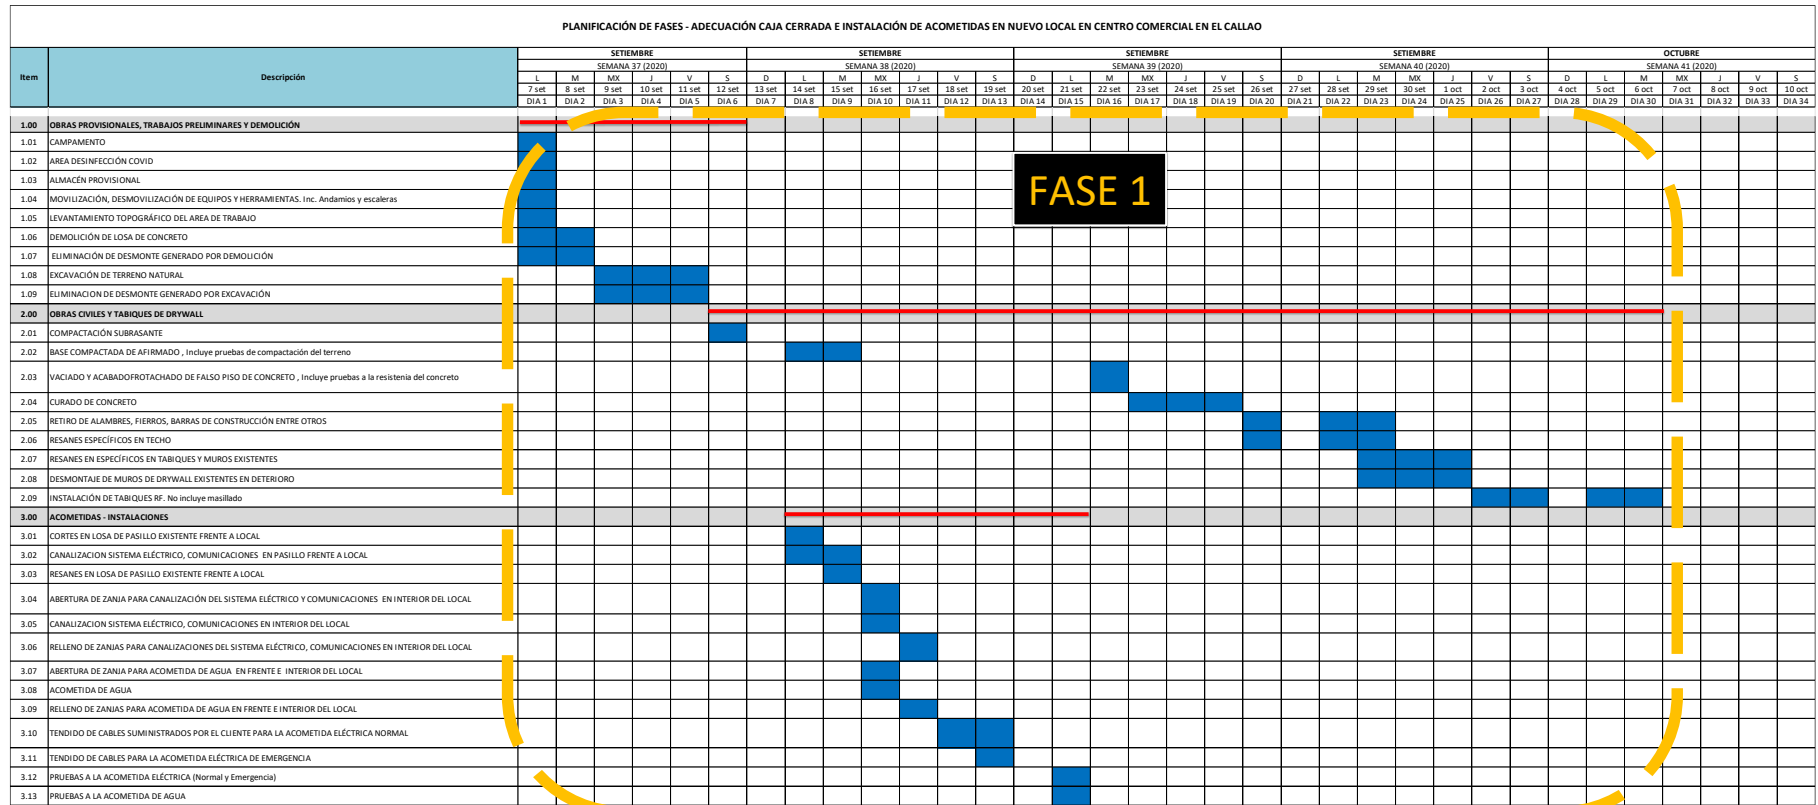 PLANIFICACIÓN DE FASES - ADECUACIÓN CAJA CERRADA E INSTALACIÓN DE ACOMETIDAS EN NUEVO LOCAL EN CENTRO COMERCIAL EN EL CALLAO
Item Descripción SETIEMBRE SETIEMBRE SETIEMBRE SETIEMBRE OCTUBRE
SEMANA 37 (2020) SEMANA 38 (2020) SEMANA 39 (2020) SEMANA 40 (2020) SEMANA 41 (2020)
L M MX J V S D L M MX J V S D L M MX J V S D L M MX J V S D L M MX J V S
7 set 8 set 9 set 10 set 11 set 12 set 13 set 14 set 15 set 16 set 17 set 18 set 19 set 20 set 21 set 22 set 23 set 24 set 25 set 26 set 27 set 28 set 29 set 30 set 1 oct 2 oct 3 oct 4 oct 5 oct 6 oct 7 oct 8 oct 9 oct 10 oct
DIA 1 DIA 2 DIA 3 DIA 4 DIA 5 DIA 6 DIA 7 DIA 8 DIA 9 DIA 10 DIA 11 DIA 12 DIA 13 DIA 14 DIA 15 DIA 16 DIA 17 DIA 18 DIA 19 DIA 20 DIA 21 DIA 22 DIA 23 DIA 24 DIA 25 DIA 26 DIA 27 DIA 28 DIA 29 DIA 30 DIA 31 DIA 32 DIA 33 DIA 34
1.00 OBRAS PROVISIONALES, TRABAJOS PRELIMINARES Y DEMOLICIÓN
1.01 CAMPAMENTO
1.02 AREA DESINFECCIÓN COVID
1.03 ALMACÉN PROVISIONAL
FASE 1
1.04 MOVILIZACIÓN, DESMOVILIZACIÓN DE EQUIPOS Y HERRAMIENTAS. Inc. Andamios y escaleras
1.05 LEVANTAMIENTO TOPOGRÁFICO DEL AREA DE TRABAJO
1.06 DEMOLICIÓN DE LOSA DE CONCRETO
1.07 ELIMINACIÓN DE DESMONTE GENERADO POR DEMOLICIÓN
1.08 EXCAVACIÓN DE TERRENO NATURAL
1.09 ELIMINACION DE DESMONTE GENERADO POR EXCAVACIÓN
2.00 OBRAS CIVILES Y TABIQUES DE DRYWALL
2.01 COMPACTACIÓN SUBRASANTE
2.02 BASE COMPACTADA DE AFIRMADO , Incluye pruebas de compactación del terreno
2.03 VACIADO Y ACABADOFROTACHADO DE FALSO PISO DE CONCRETO , Incluye pruebas a la resistenia del concreto
2.04 CURADO DE CONCRETO
2.05 RETIRO DE ALAMBRES, FIERROS, BARRAS DE CONSTRUCCIÓN ENTRE OTROS
2.06 RESANES ESPECÍFICOS EN TECHO
2.07 RESANES EN ESPECÍFICOS EN TABIQUES Y MUROS EXISTENTES
2.08 DESMONTAJE DE MUROS DE DRYWALL EXISTENTES EN DETERIORO
2.09 INSTALACIÓN DE TABIQUES RF. No incluye masillado
3.00 ACOMETIDAS - INSTALACIONES
3.01 CORTES EN LOSA DE PASILLO EXISTENTE FRENTE A LOCAL
3.02 CANALIZACION SISTEMA ELÉCTRICO, COMUNICACIONES EN PASILLO FRENTE A LOCAL
3.03 RESANES EN LOSA DE PASILLO EXISTENTE FRENTE A LOCAL
3.04 ABERTURA DE ZANJA PARA CANALIZACIÓN DEL SISTEMA ELÉCTRICO Y COMUNICACIONES EN INTERIOR DEL LOCAL
3.05 CANALIZACION SISTEMA ELÉCTRICO, COMUNICACIONES EN INTERIOR DEL LOCAL
3.06 RELLENO DE ZANJAS PARA CANALIZACIONES DEL SISTEMA ELÉCTRICO, COMUNICACIONES EN INTERIOR DEL LOCAL
3.07 ABERTURA DE ZANJA PARA ACOMETIDA DE AGUA EN FRENTE E INTERIOR DEL LOCAL
3.08 ACOMETIDA DE AGUA
3.09 RELLENO DE ZANJAS PARA ACOMETIDA DE AGUA EN FRENTE E INTERIOR DEL LOCAL
3.10 TENDIDO DE CABLES SUMINISTRADOS POR EL CLIENTE PARA LA ACOMETIDA ELÉCTRICA NORMAL
3.11 TENDIDO DE CABLES PARA LA ACOMETIDA ELÉCTRICA DE EMERGENCIA
3.12 PRUEBAS A LA ACOMETIDA ELÉCTRICA (Normal y Emergencia)
3.13 PRUEBAS A LA ACOMETIDA DE AGUA